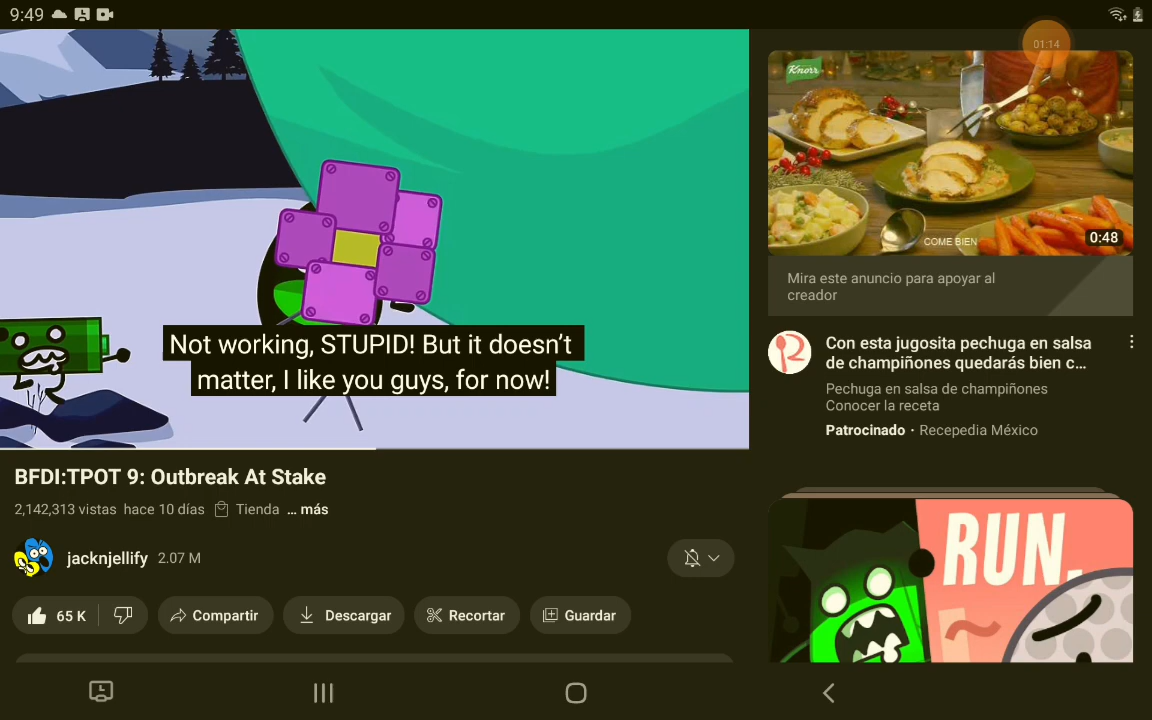 9:49
01:14
Knorr
COME BIEN
0:48
Not working, STUPID! But it doesn't
matter, I like you guys, for now!
Mira este anuncio para apoyar al
creador
Con esta jugosita pechuga en salsa
de champiñones quedarás bien c...
Pechuga en salsa de champiñones
Conocer la receta
Patrocinado · Recepedia México
BFDI:TPOT 9: Outbreak At Stake
2,142,313 vistas hace 10 días Tienda ... más
jacknjellify 2.07 M
65 K Compartir Descargar Recortar Guardar
RUN.